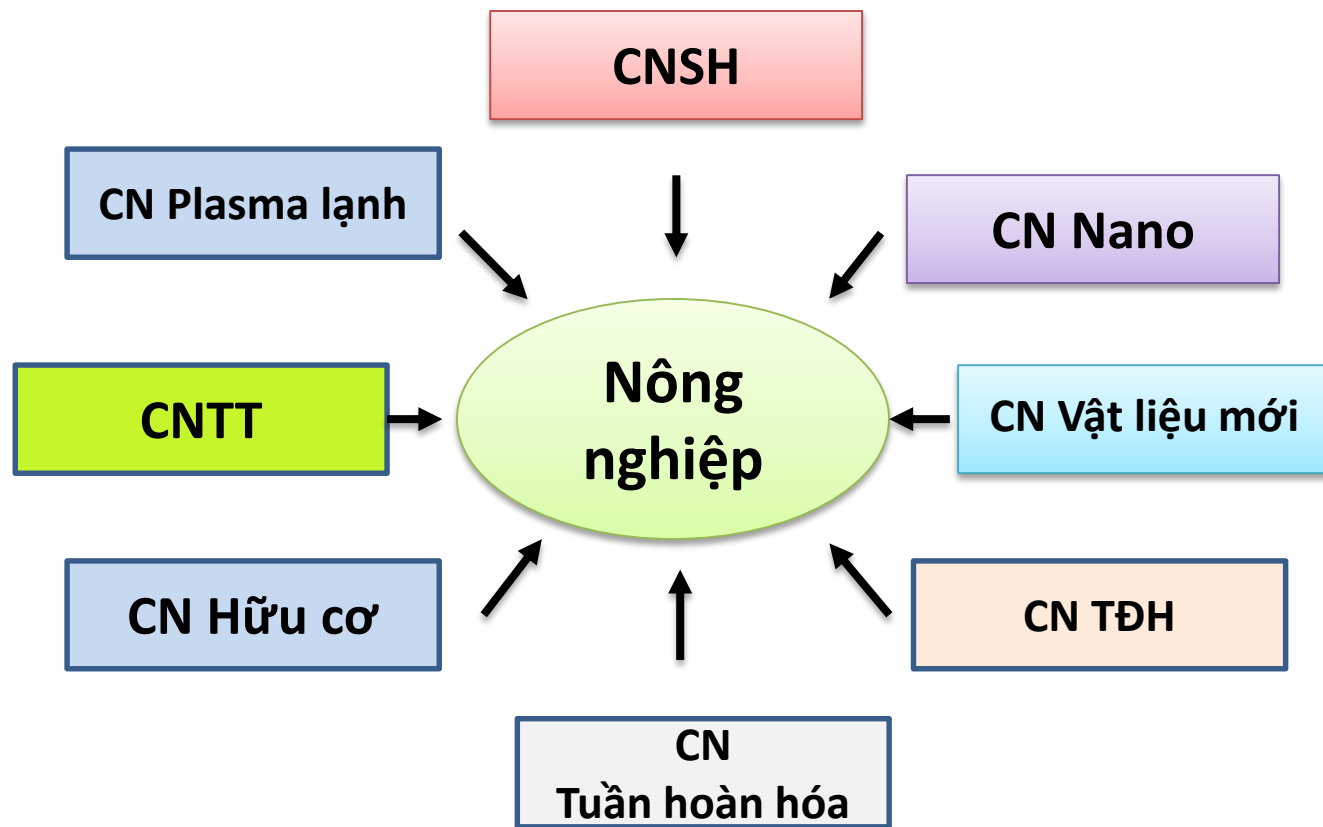 CNSH
CN Plasma lạnh
CN Nano
Nông
nghiệp
CNTT
CN Vật liệu mới
CN Hữu cơ
CN TĐH
CN
Tuần hoàn hóa